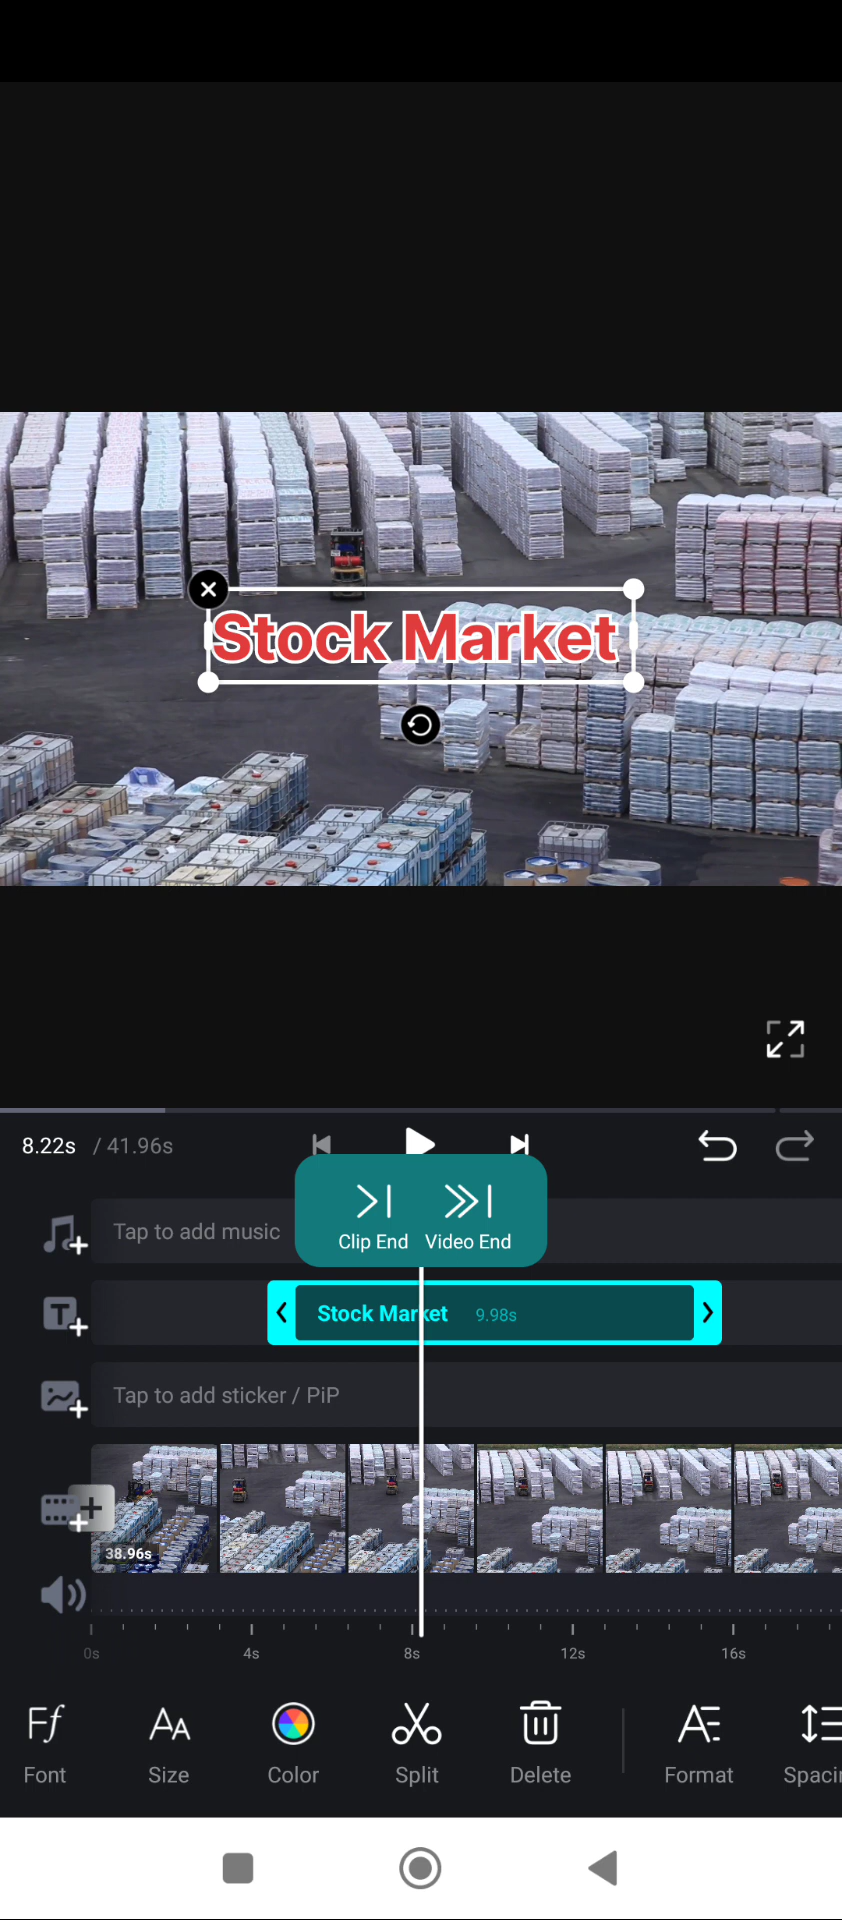 Stock Market
8.22s / 41.96s
Clip End Video End
Tap to add music
Stock Market 9.98s
Tap to add sticker / PiP
38.96s
0s 4s 8s 12s 16s
Font Size Color Split Delete Format Spacin